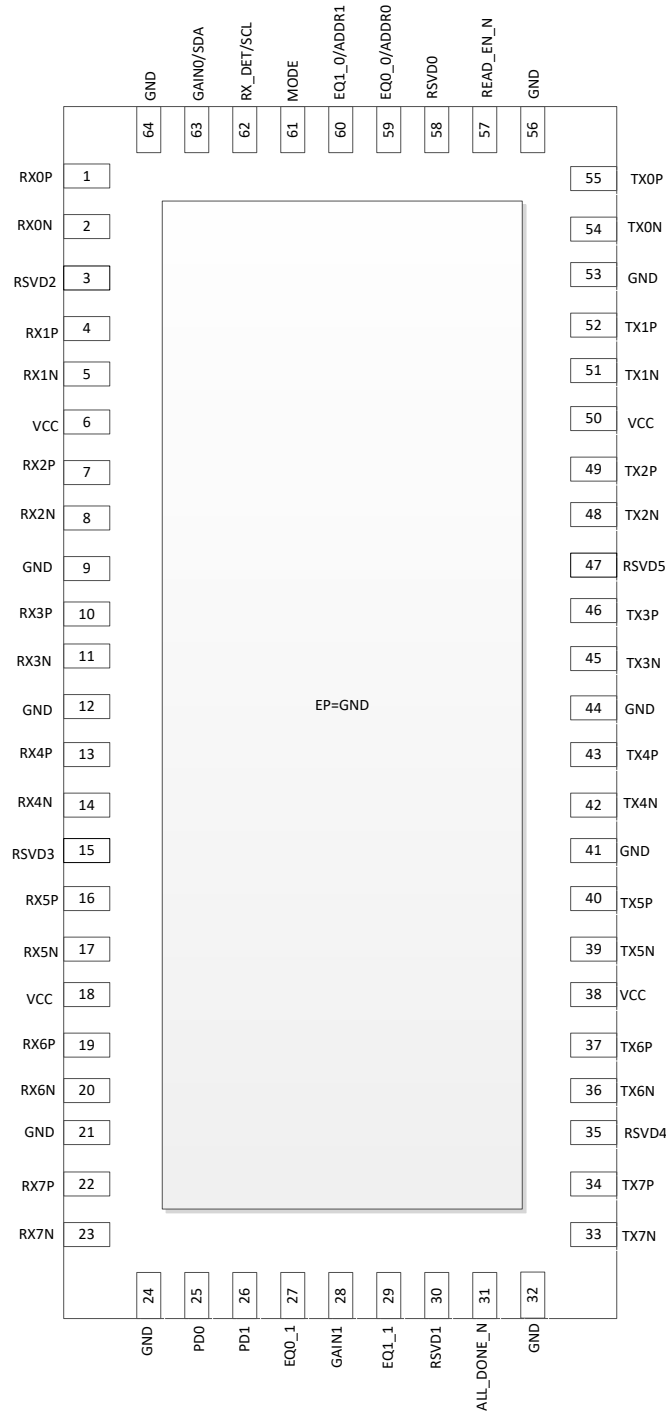 GND
GAIN0/SDA
RX_DET/SCL
MODE
EQ1_0/ADDR1
EQ0_0/ADDR0
RSVD0
READ_EN_N
GND
64
63
62
61
60
59
58
57
56
RX0P 1
55 TX0P
RX0N 2
54 TX0N
RSVD2 3
53 GND
RX1P 4
52 TX1P
RX1N 5
51 TX1N
VCC 6
50 VCC
RX2P 7
49 TX2P
RX2N 8
48 TX2N
GND 9
47 RSVD5
RX3P 10
46 TX3P
RX3N 11
45 TX3N
GND 12
EP=GND
44 GND
RX4P 13
43 TX4P
RX4N 14
42 TX4N
RSVD3 15
41 GND
RX5P 16
40 TX5P
RX5N 17
39 TX5N
VCC 18
38 VCC
RX6P 19
37 TX6P
RX6N 20
36 TX6N
GND 21
35 RSVD4
RX7P 22
34 TX7P
RX7N 23
33 TX7N
24
25
26
27
28
29
30
31
32
GND
PD0
PD1
EQ0_1
GAIN1
EQ1_1
RSVD1
ALL_DONE_N
GND